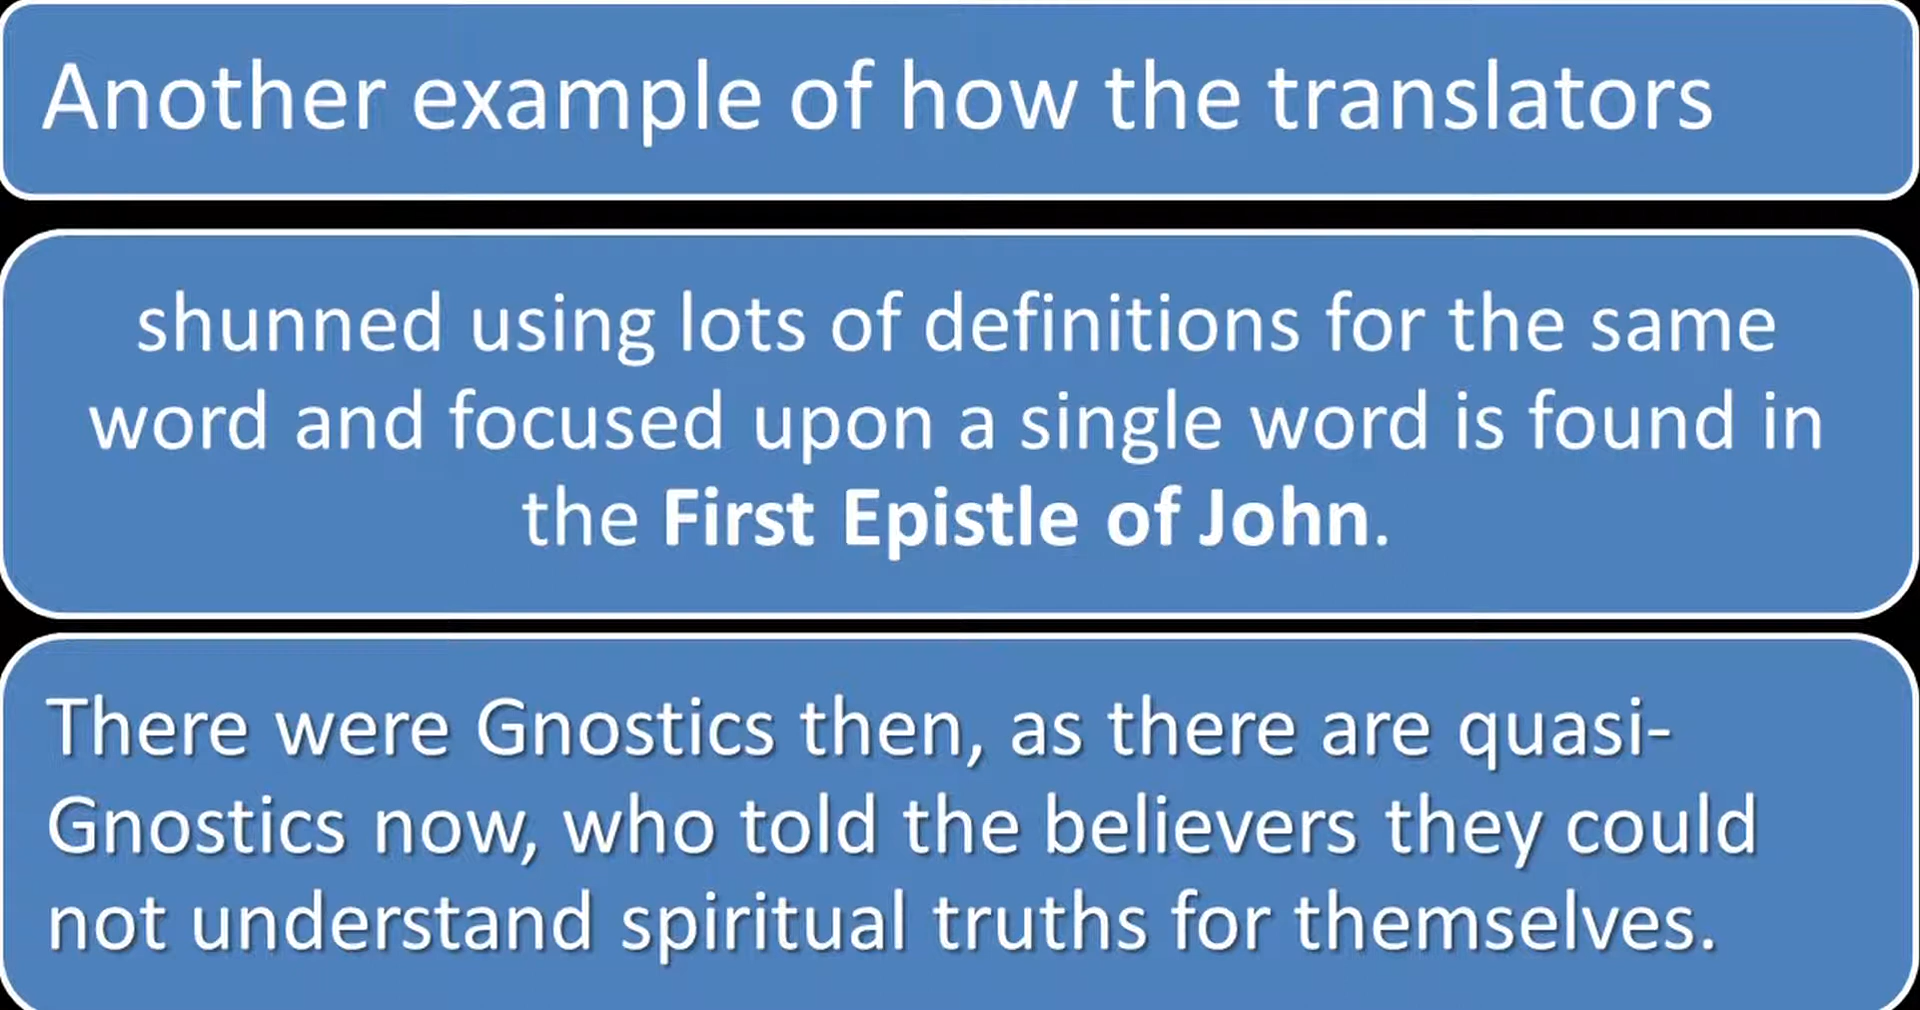 Another example of how the translators
shunned using lots of definitions for the same
word and focused upon a single word is found in
the First Epistle of John.
There were Gnostics then, as there are quasi-
Gnostics now, who told the believers they could
not understand spiritual truths for themselves.